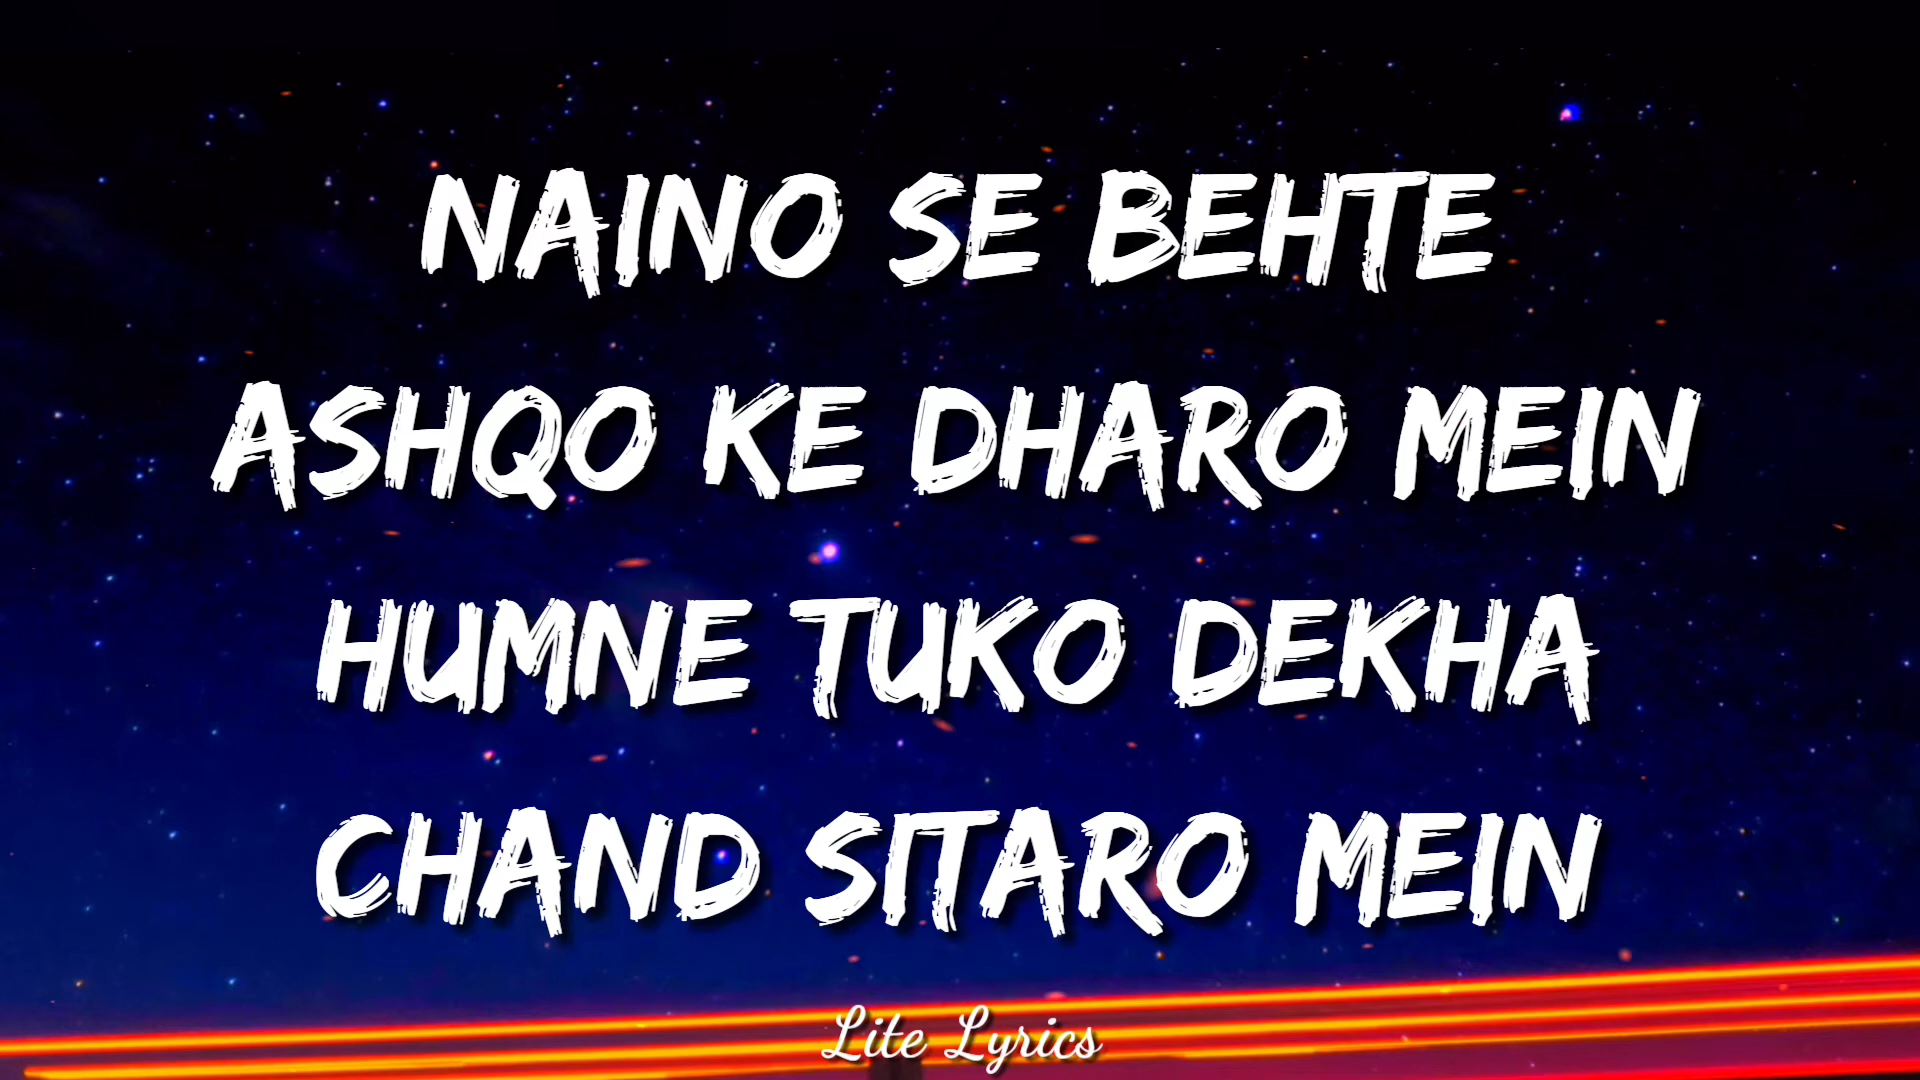 NAINO SE BEHTE
ASHQO KE DHARO MEIN
HUMNE TUKO DEKHA
CHAND SITARO MEIN
Lite Lyrics